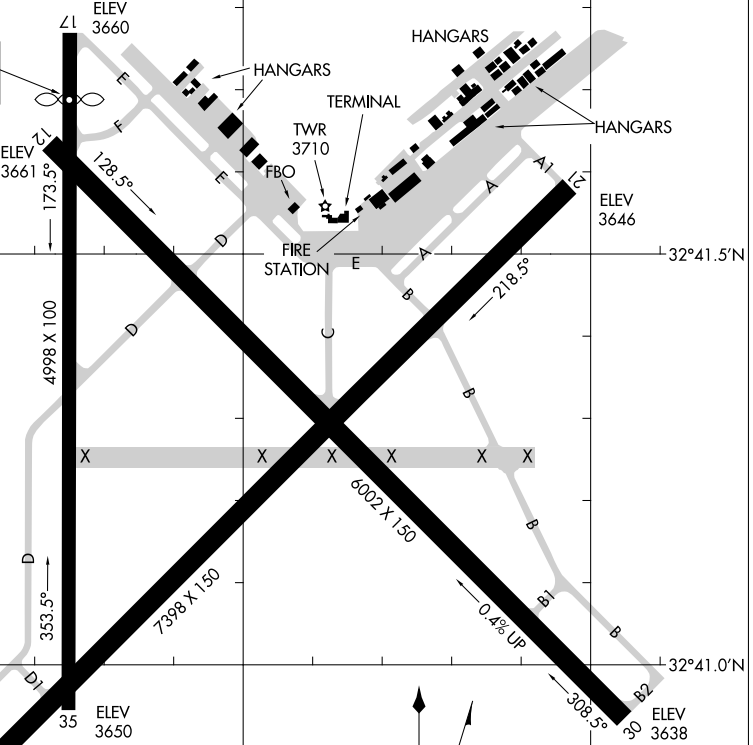 17
ELEV
3660
HANGARS
HANGARS
E
TERMINAL
TWR
3710
F
HANGARS
12
ELEV
3661
128.5°
173.5°
FBO
E
A1
21
A
ELEV
3646
D
FIRE
STATION
E
A
32°41.5'N
218.5°
B
4998 X 100
D
C
B
X
X
X
X
X
X
6002 X 150
B
D
7398 X 150
353.5°
B1
0.4% UP
B
32°41.0'N
D1
B2
308.5°
35
ELEV
3650
30
ELEV
3638